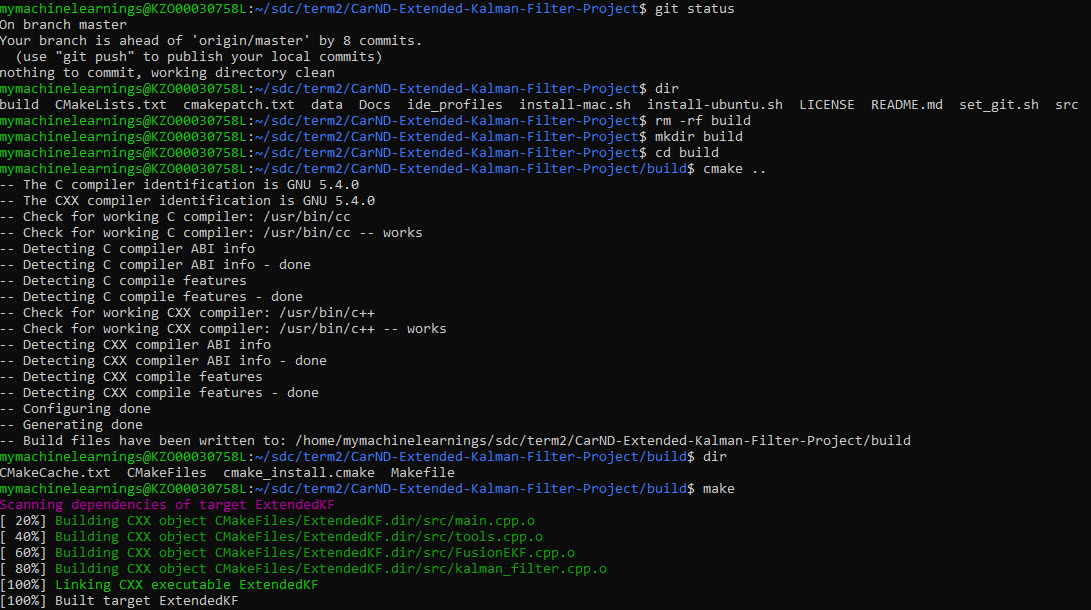 mymachinelearnings@KZO00030758L:~/sdc/term2/CarND-Extended-Kalman-Filter-Project$ git status
On branch master
Your branch is ahead of 'origin/master' by 8 commits.
  (use "git push" to publish your local commits)
nothing to commit, working directory clean
mymachinelearnings@KZO00030758L:~/sdc/term2/CarND-Extended-Kalman-Filter-Project$ dir
build  CMakeLists.txt  cmakepatch.txt  data  Docs  ide_profiles  install-mac.sh  install-ubuntu.sh  LICENSE  README.md  set_git.sh  src
mymachinelearnings@KZO00030758L:~/sdc/term2/CarND-Extended-Kalman-Filter-Project$ rm -rf build
mymachinelearnings@KZO00030758L:~/sdc/term2/CarND-Extended-Kalman-Filter-Project$ mkdir build
mymachinelearnings@KZO00030758L:~/sdc/term2/CarND-Extended-Kalman-Filter-Project$ cd build
mymachinelearnings@KZO00030758L:~/sdc/term2/CarND-Extended-Kalman-Filter-Project/build$ cmake ..
-- The C compiler identification is GNU 5.4.0
-- The CXX compiler identification is GNU 5.4.0
-- Check for working C compiler: /usr/bin/cc
-- Check for working C compiler: /usr/bin/cc -- works
-- Detecting C compiler ABI info
-- Detecting C compiler ABI info - done
-- Detecting C compile features
-- Detecting C compile features - done
-- Check for working CXX compiler: /usr/bin/c++
-- Check for working CXX compiler: /usr/bin/c++ -- works
-- Detecting CXX compiler ABI info
-- Detecting CXX compiler ABI info - done
-- Detecting CXX compile features
-- Detecting CXX compile features - done
-- Configuring done
-- Generating done
-- Build files have been written to: /home/mymachinelearnings/sdc/term2/CarND-Extended-Kalman-Filter-Project/build
mymachinelearnings@KZO00030758L:~/sdc/term2/CarND-Extended-Kalman-Filter-Project/build$ dir
CMakeCache.txt  CMakeFiles  cmake_install.cmake  Makefile
mymachinelearnings@KZO00030758L:~/sdc/term2/CarND-Extended-Kalman-Filter-Project/build$ make
Scanning dependencies of target ExtendedKF
[ 20%] Building CXX object CMakeFiles/ExtendedKF.dir/src/main.cpp.o
[ 40%] Building CXX object CMakeFiles/ExtendedKF.dir/src/tools.cpp.o
[ 60%] Building CXX object CMakeFiles/ExtendedKF.dir/src/FusionEKF.cpp.o
[ 80%] Building CXX object CMakeFiles/ExtendedKF.dir/src/kalman_filter.cpp.o
[100%] Linking CXX executable ExtendedKF
[100%] Built target ExtendedKF